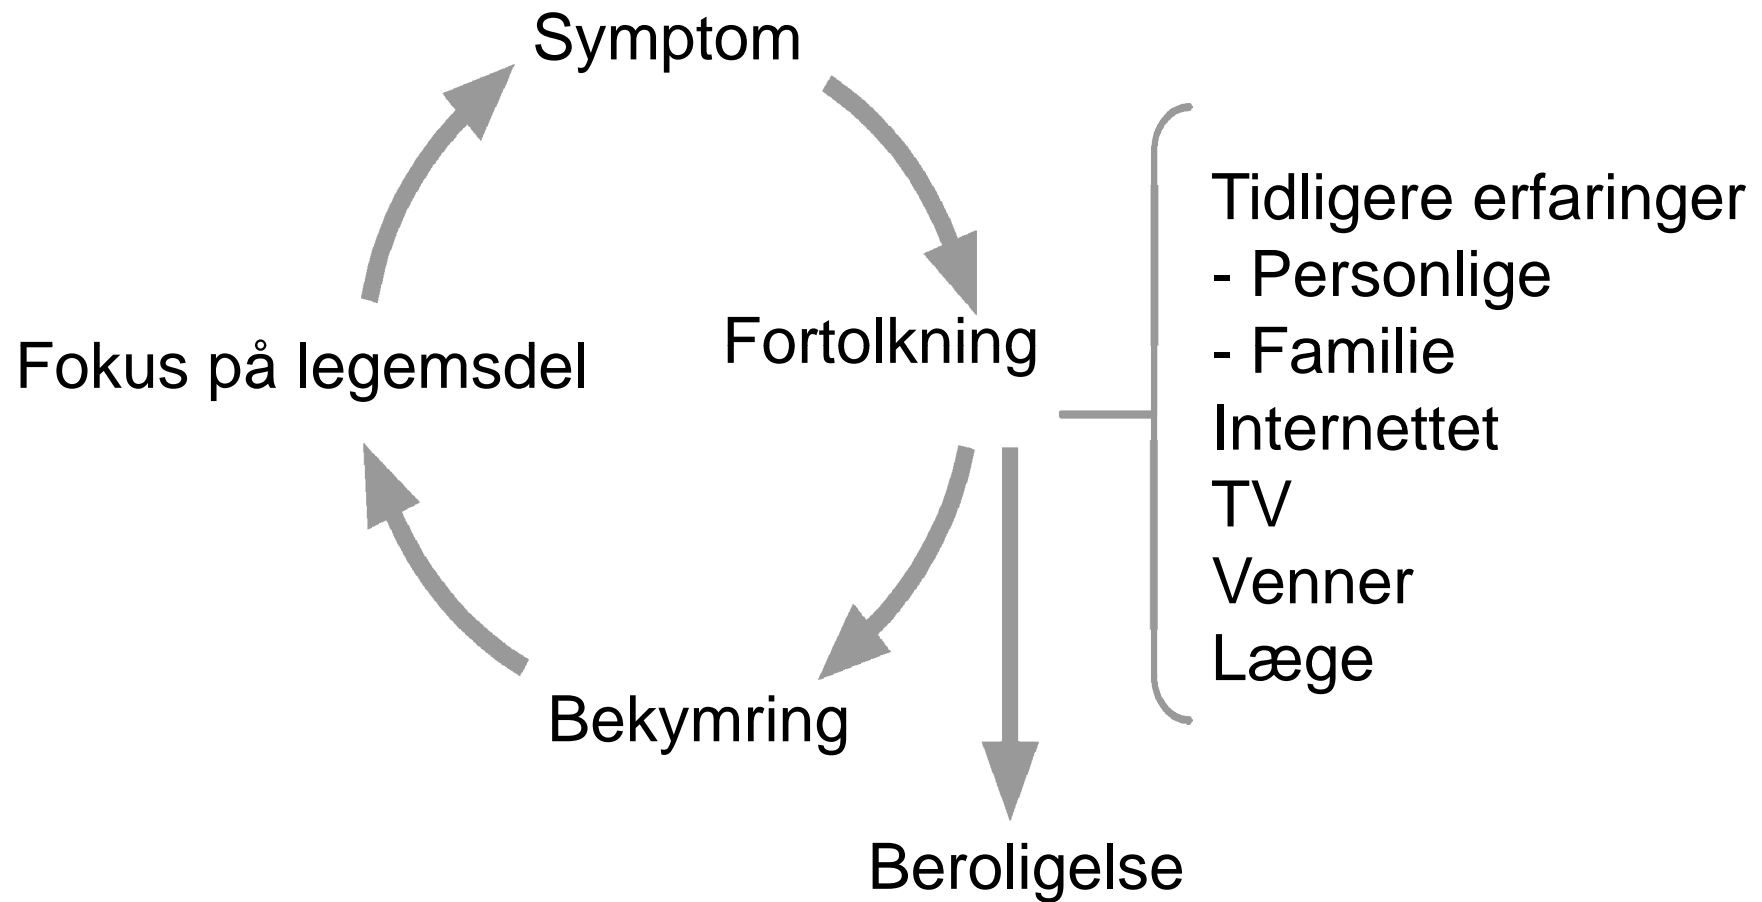 Symptom
Fortolkning
Fokus på legemsdel
Bekymring
Beroligelse
Tidligere erfaringer
- Personlige
- Familie
Internettet
TV
Venner
Læge